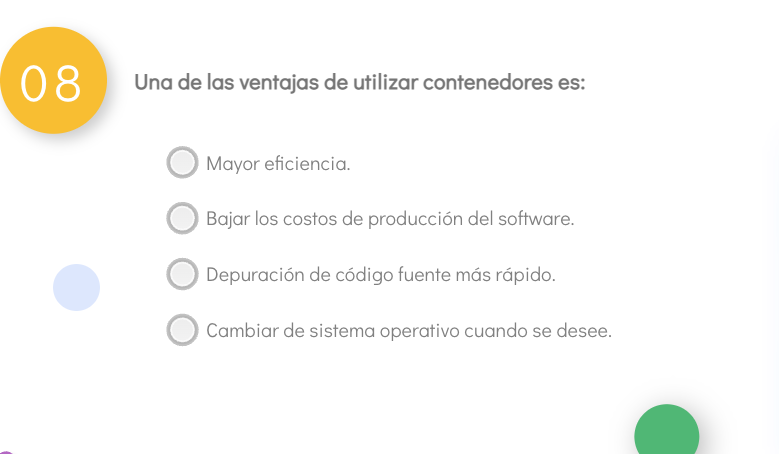 08
Una de las ventajas de utilizar contenedores es:
Mayor eficiencia.
Bajar los costos de producción del software.
Depuración de código fuente más rápido.
Cambiar de sistema operativo cuando se desee.